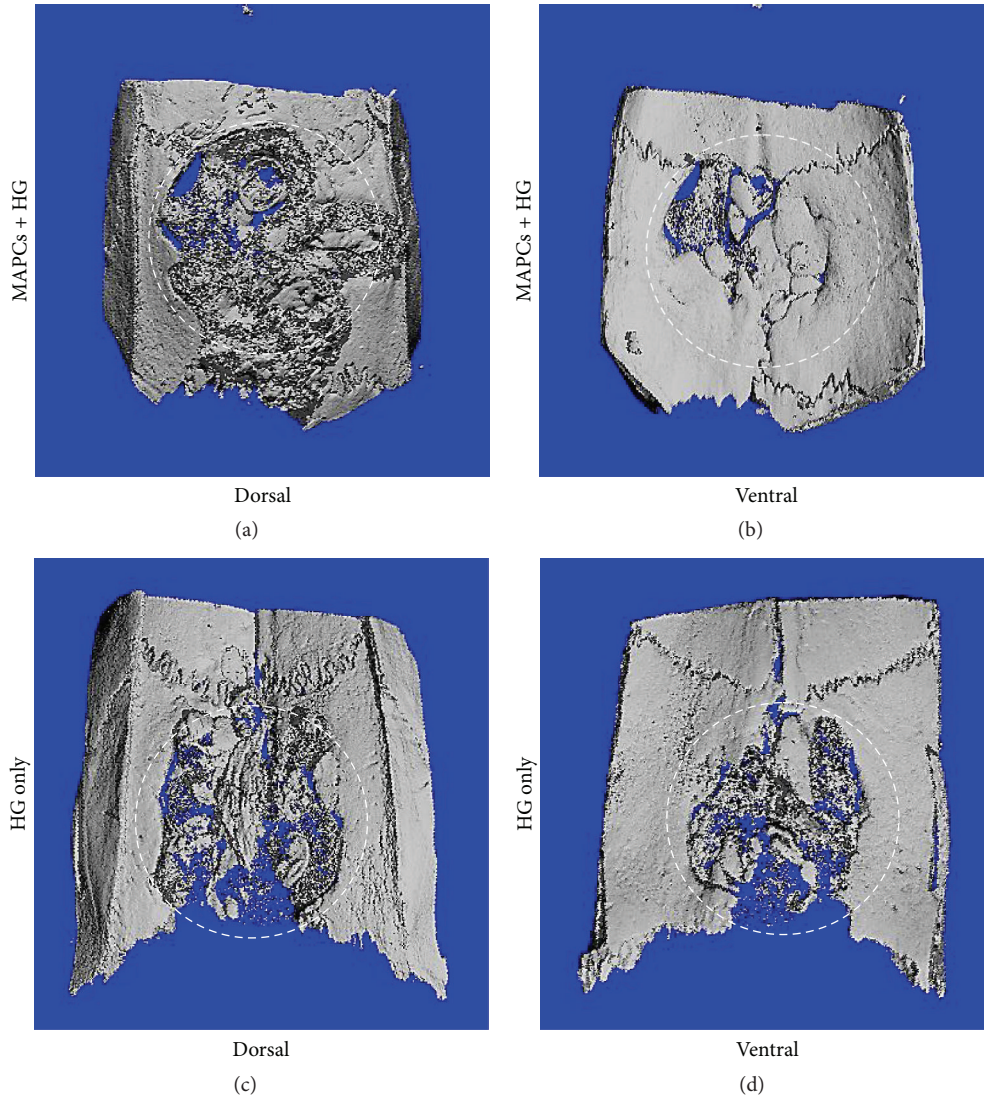 MAPCs + HG
Dorsal
(a)
MAPCs + HG
Ventral
(b)
HG only
Dorsal
(c)
HG only
Ventral
(d)